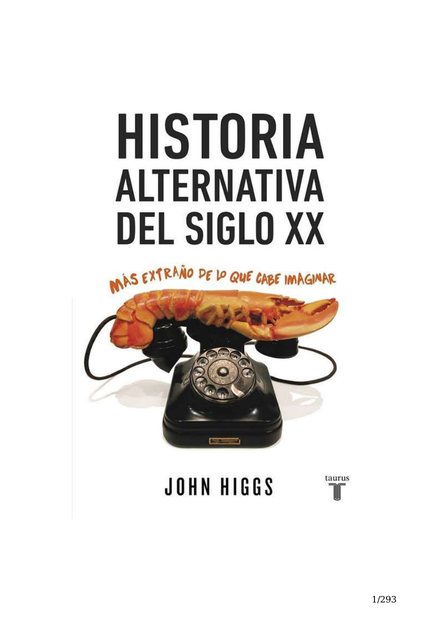 HISTORIA
ALTERNATIVA
DEL SIGLO XX
MÁS EXTRAÑO DE LO QUE CABE IMAGINAR
JOHN HIGGS
taurus
1/293